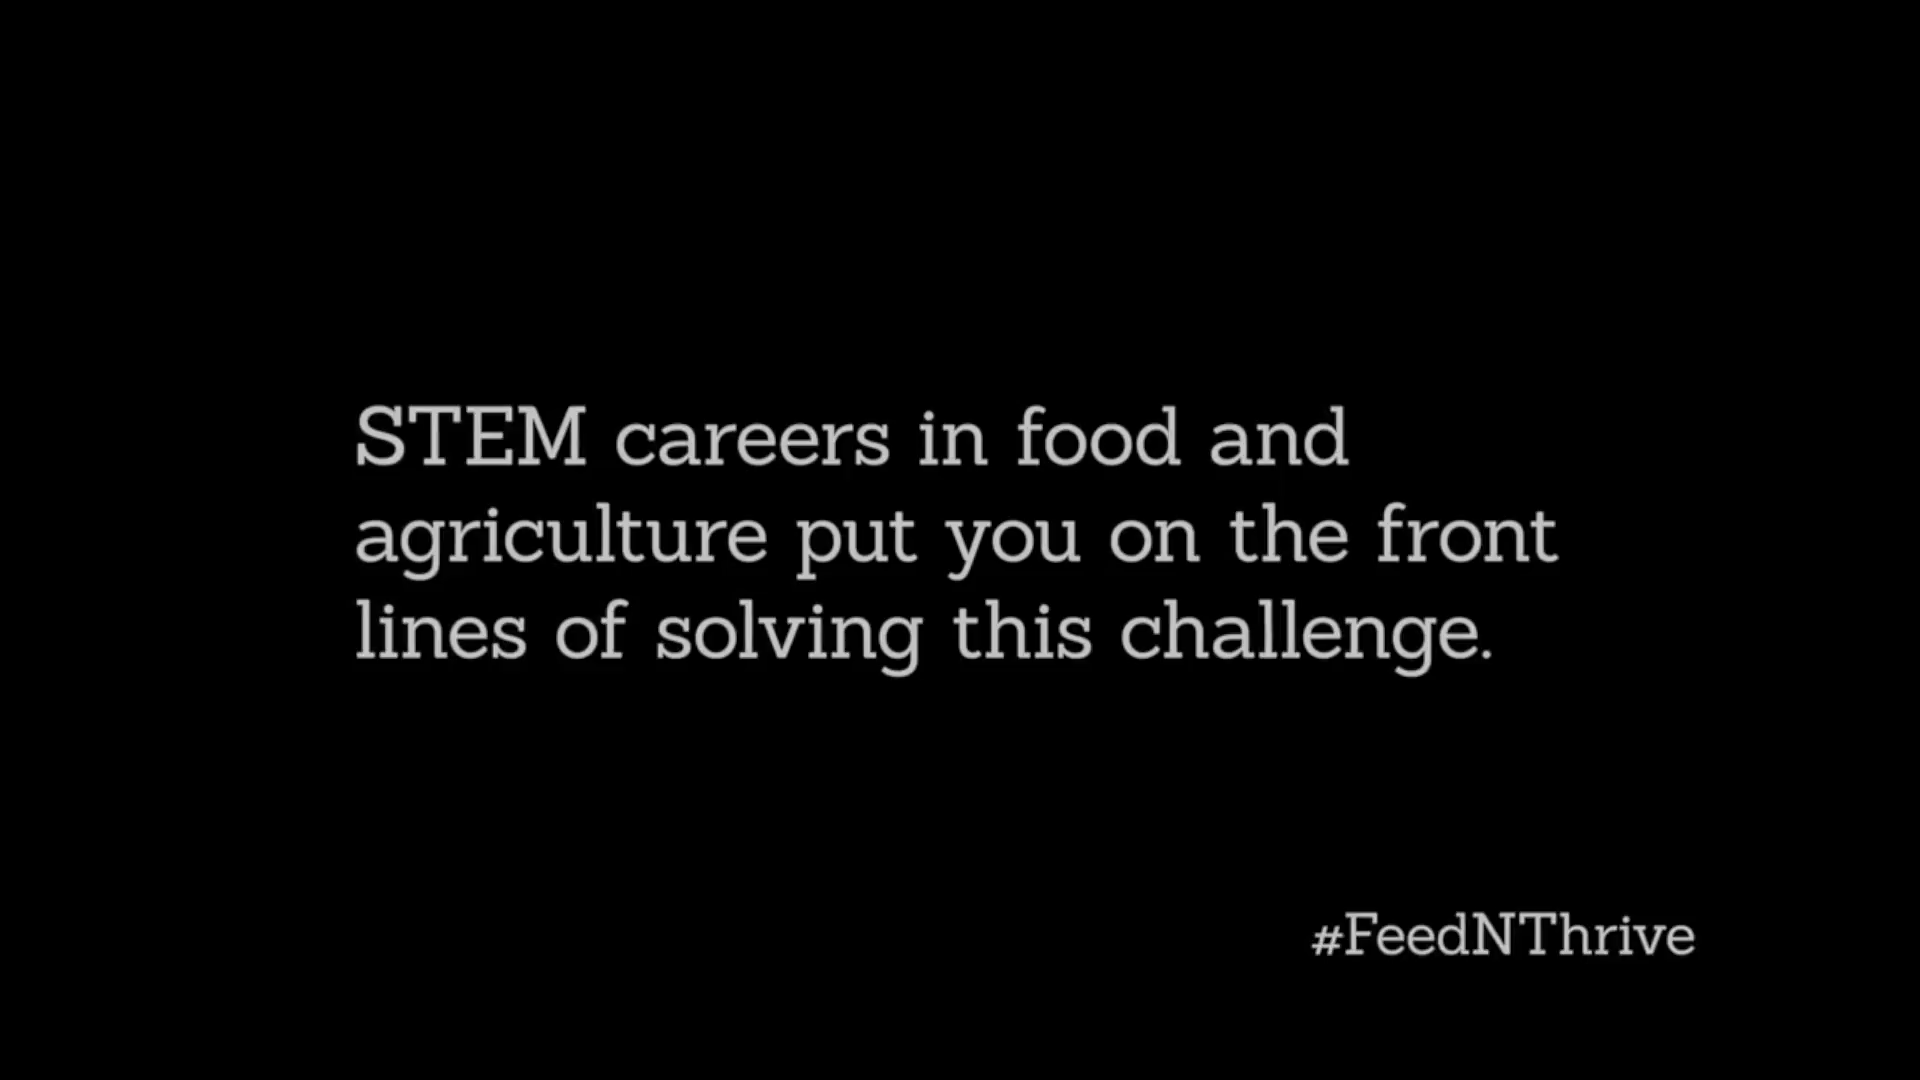 STEM careers in food and
agriculture put you on the front
lines of solving this challenge.
#FeedNThrive